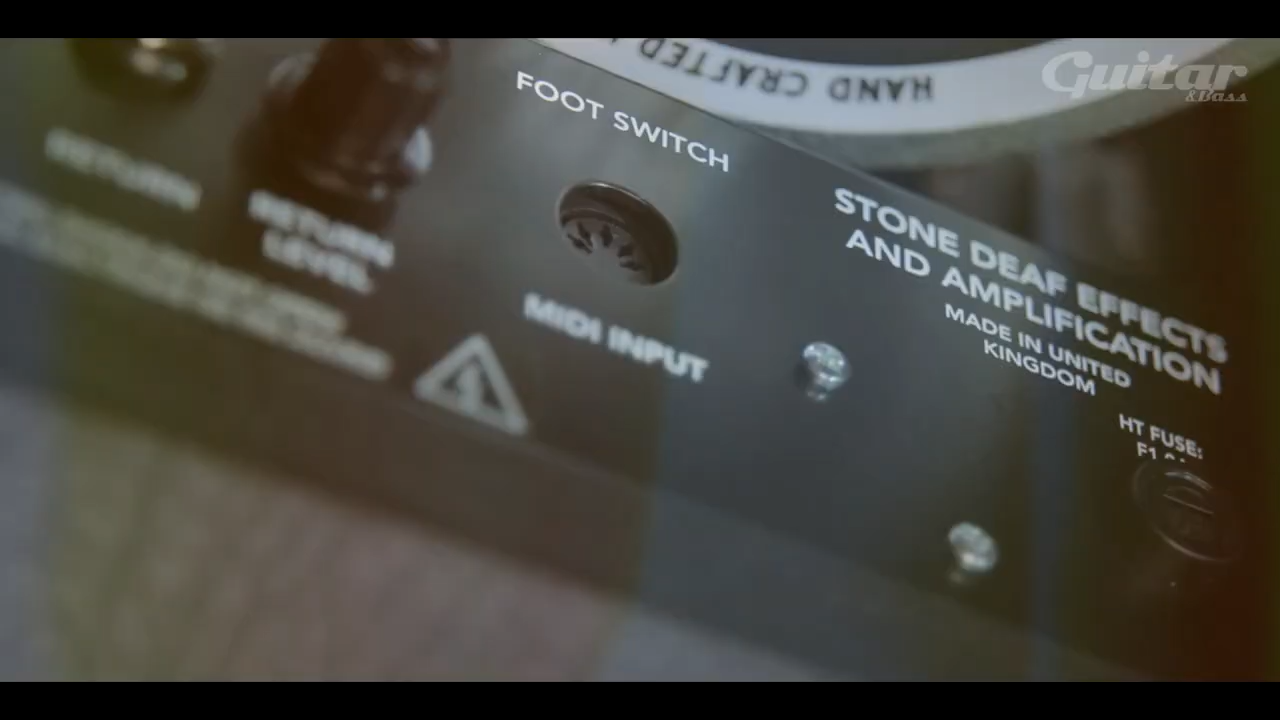 HAND CRAFTED
Guitar
&Bass
FOOT SWITCH
RETURN
RETURN
LEVEL
MIDI INPUT
STONE DEAF EFFECTS
AND AMPLIFICATION
MADE IN UNITED
KINGDOM
HT FUSE: